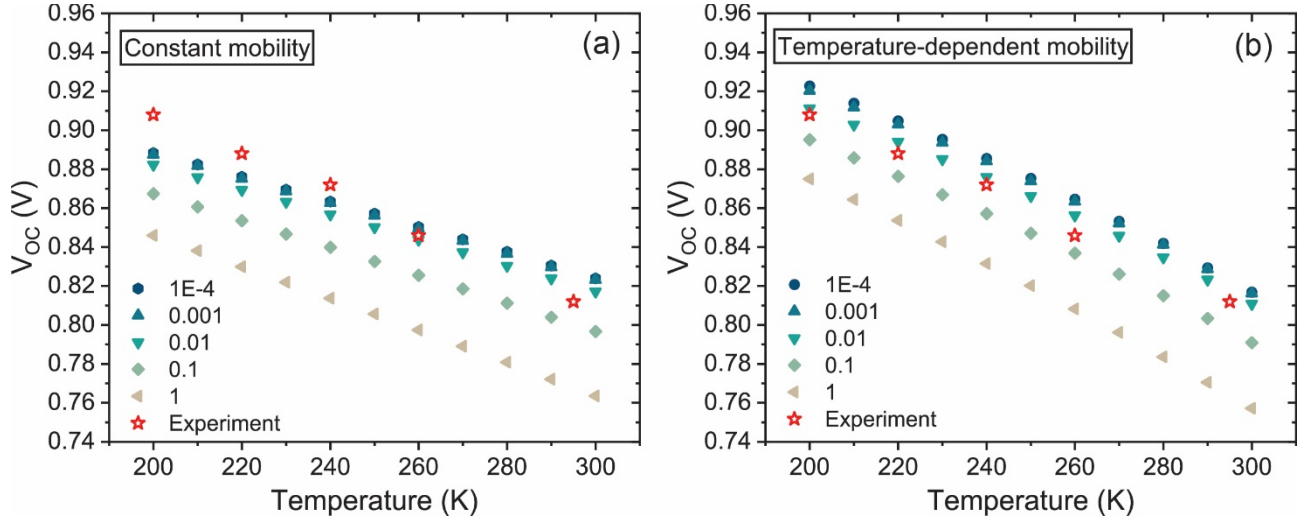 Constant mobility
(a)
0.96
0.94
0.92
0.90
0.88
0.86
0.84
0.82
0.80
0.78
0.76
0.74
V_OC (V)
1E-4
0.001
0.01
0.1
1
Experiment
200 220 240 260 280 300
Temperature (K)
Temperature-dependent mobility
(b)
0.96
0.94
0.92
0.90
0.88
0.86
0.84
0.82
0.80
0.78
0.76
0.74
V_OC (V)
1E-4
0.001
0.01
0.1
1
Experiment
200 220 240 260 280 300
Temperature (K)